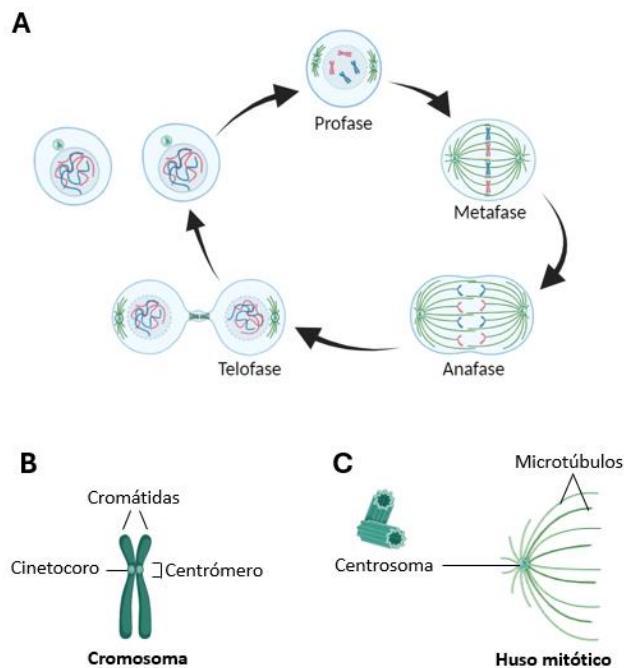 A
Profase
Metafase
Anafase
Telofase
B
Cromátidas
Cinetocoro
Centrómero
Cromosoma
C
Microtúbulos
Centrosoma
Huso mitótico